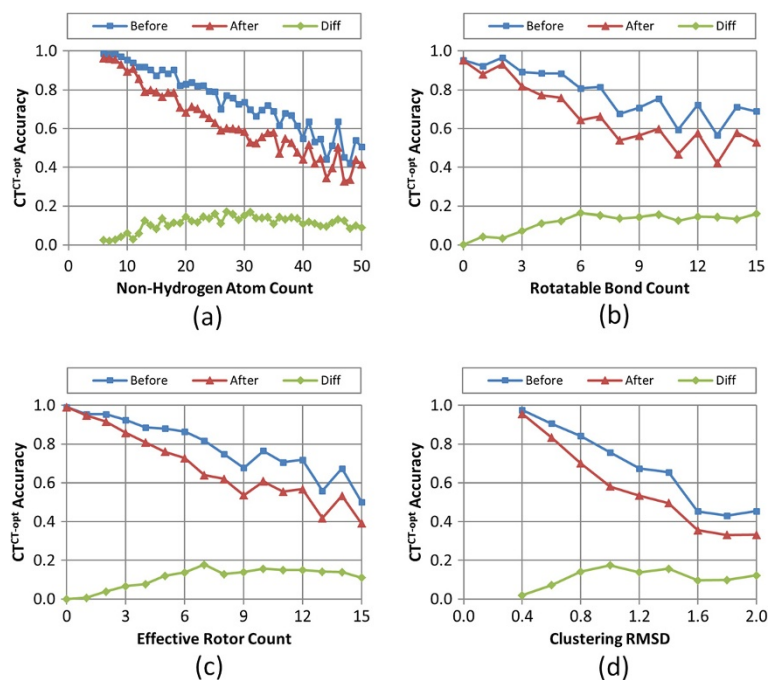 Before After Diff
CT^CT-opt Accuracy
1.0
0.8
0.6
0.4
0.2
0.0
0 10 20 30 40 50
Non-Hydrogen Atom Count
(a)
Before After Diff
CT^CT-opt Accuracy
1.0
0.8
0.6
0.4
0.2
0.0
0 3 6 9 12 15
Rotatable Bond Count
(b)
Before After Diff
CT^CT-opt Accuracy
1.0
0.8
0.6
0.4
0.2
0.0
0 3 6 9 12 15
Effective Rotor Count
(c)
Before After Diff
CT^CT-opt Accuracy
1.0
0.8
0.6
0.4
0.2
0.0
0.0 0.4 0.8 1.2 1.6 2.0
Clustering RMSD
(d)